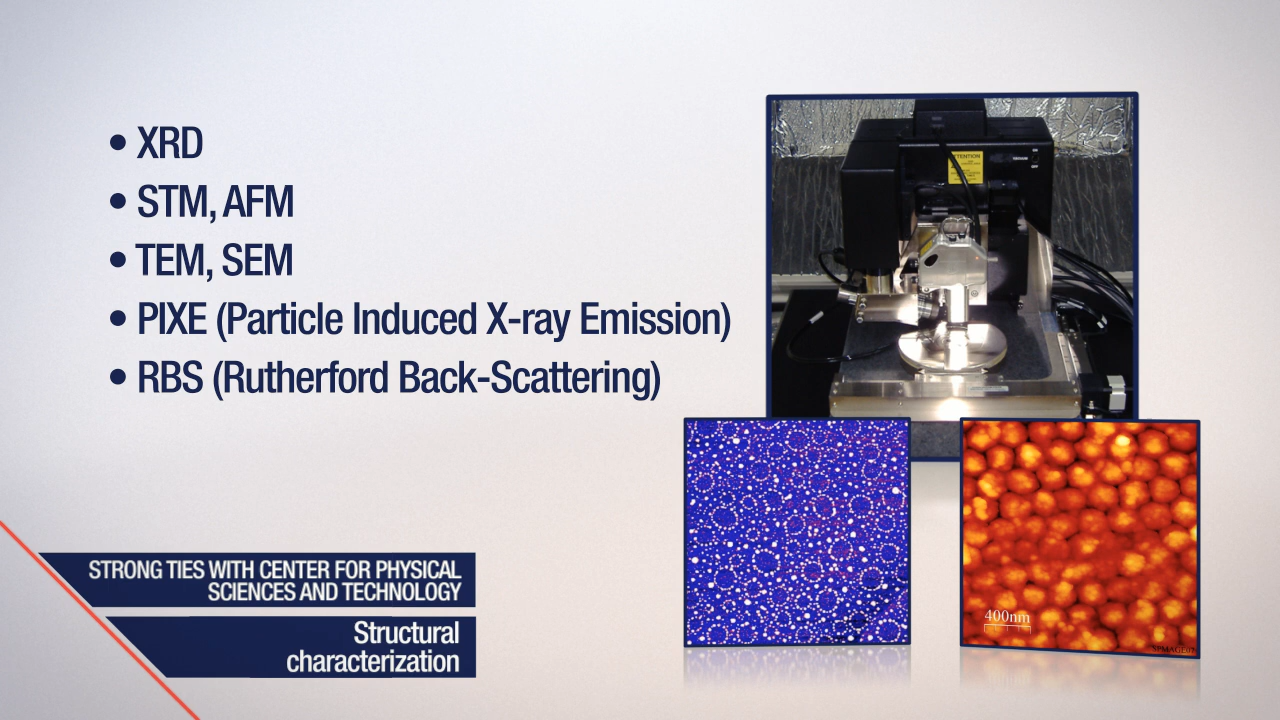 • XRD
• STM, AFM
• TEM, SEM
• PIXE (Particle Induced X-ray Emission)
• RBS (Rutherford Back-Scattering)
ATTENTION
400nm
STRONG TIES WITH CENTER FOR PHYSICAL
SCIENCES AND TECHNOLOGY
Structural
characterization